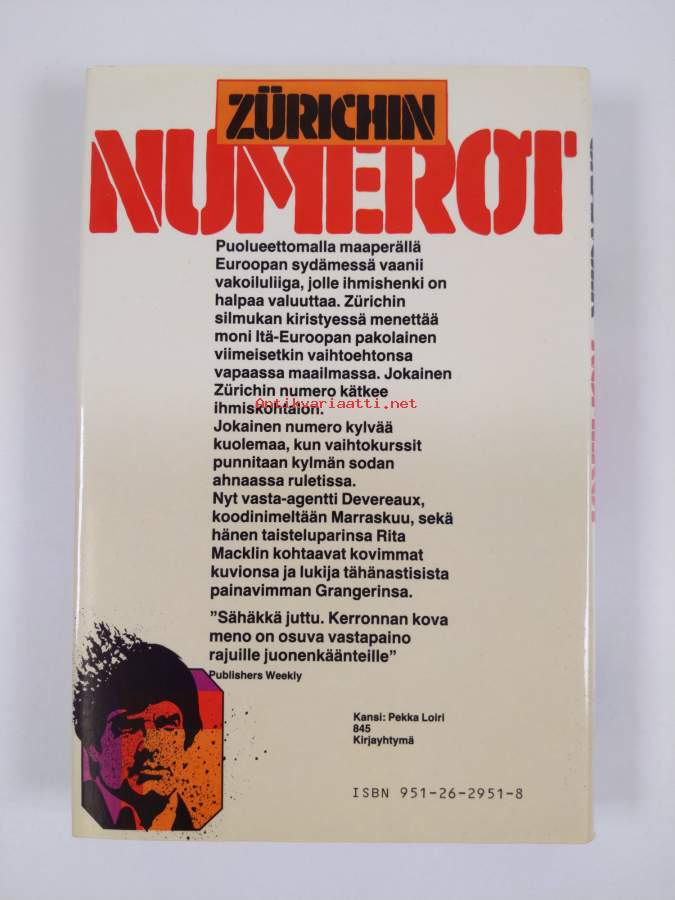 ZÜRICHIN
NUMEROT
Puolueettomalla maaperällä
Euroopan sydämessä vaanii
vakoiluliiga, jolle ihmishenki on
halpaa valuuttaa. Zürichin
silmukan kiristyessä menettää
moni Itä-Euroopan pakolainen
viimeisetkin vaihtoehtonsa
vapaassa maailmassa. Jokainen
Zürichin numero kätkee
Antikvariaatti.net
ihmiskohtalon.
Jokainen numero kylvää
kuolemaa, kun vaihtokurssit
punnitaan kylmän sodan
ahnaassa ruletissa.
Nyt vasta-agentti Devereaux,
koodinimeltään Marraskuu, sekä
hänen taisteluparinsa Rita
Macklin kohtaavat kovimmat
kuvionsa ja lukija tähänastisista
painavimman Grangerinsa.
”Sähäkkä juttu. Kerronnan kova
meno on osuva vastapaino
rajuille juonenkäänteille”
Publishers Weekly
Kansi: Pekka Loiri
845
Kirjayhtymä
ISBN 951-26-2951-8